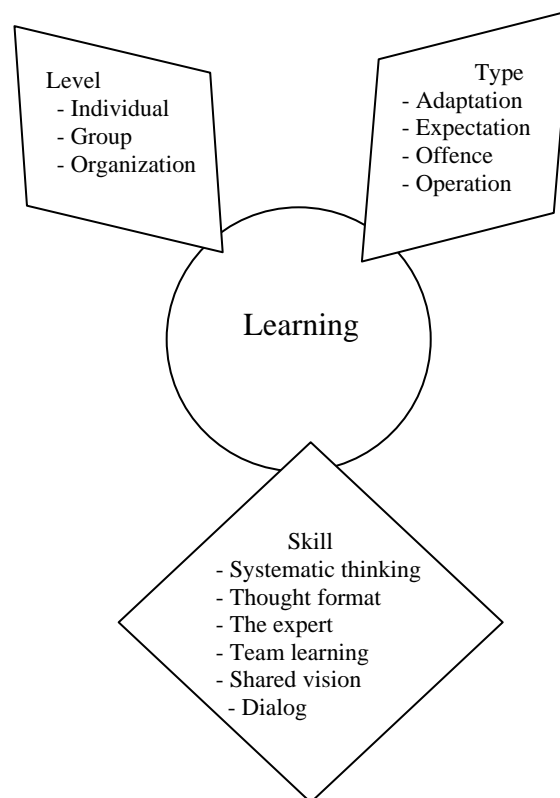 Level
- Individual
- Group
- Organization
Type
- Adaptation
- Expectation
- Offence
- Operation
Learning
Skill
- Systematic thinking
- Thought format
- The expert
- Team learning
- Shared vision
- Dialog